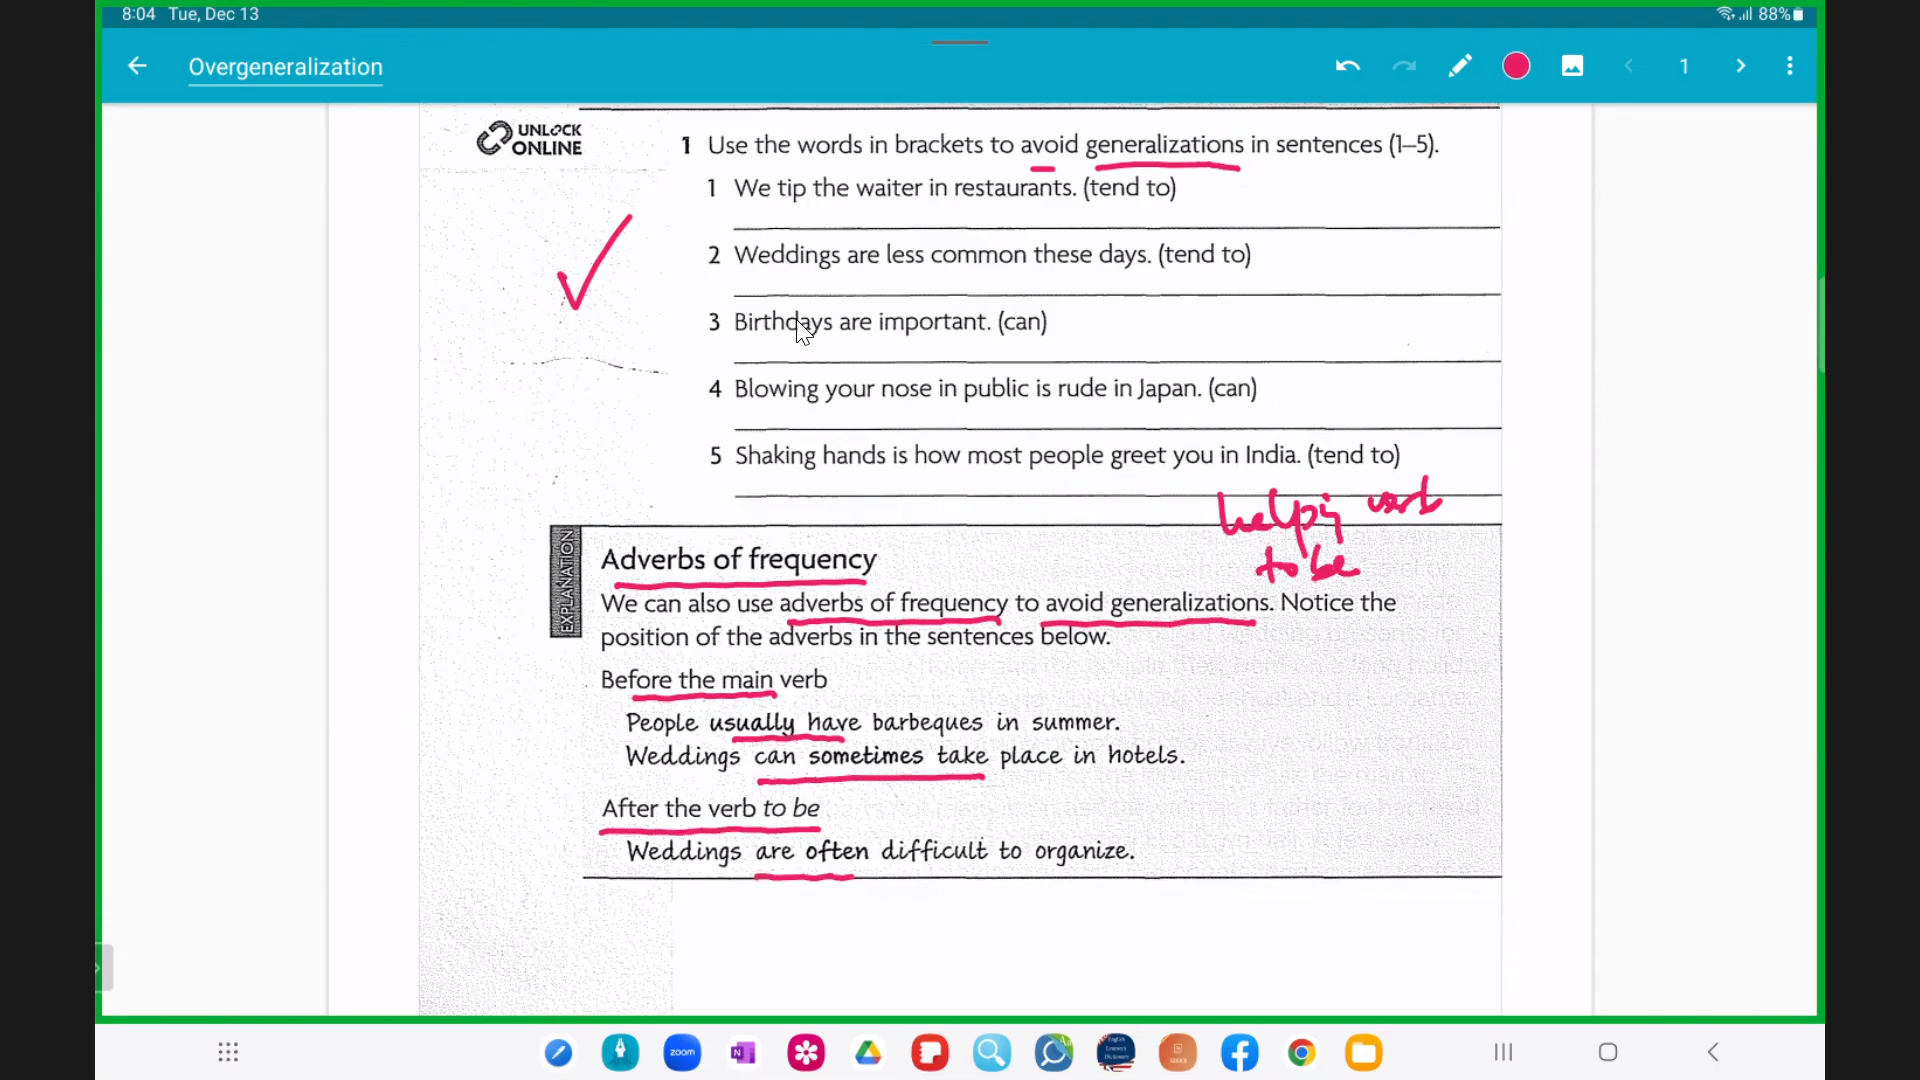 8:04 Tue, Dec 13
88%
Overgeneralization
1
UNLOCK
ONLINE
1 Use the words in brackets to avoid generalizations in sentences (1–5).
1 We tip the waiter in restaurants. (tend to)
2 Weddings are less common these days. (tend to)
3 Birthdays are important. (can)
4 Blowing your nose in public is rude in Japan. (can)
5 Shaking hands is how most people greet you in India. (tend to)
helping verb
to be
EXPLANATION
Adverbs of frequency
We can also use adverbs of frequency to avoid generalizations. Notice the
position of the adverbs in the sentences below.
Before the main verb
People usually have barbeques in summer.
Weddings can sometimes take place in hotels.
After the verb to be
Weddings are often difficult to organize.
zoom
N